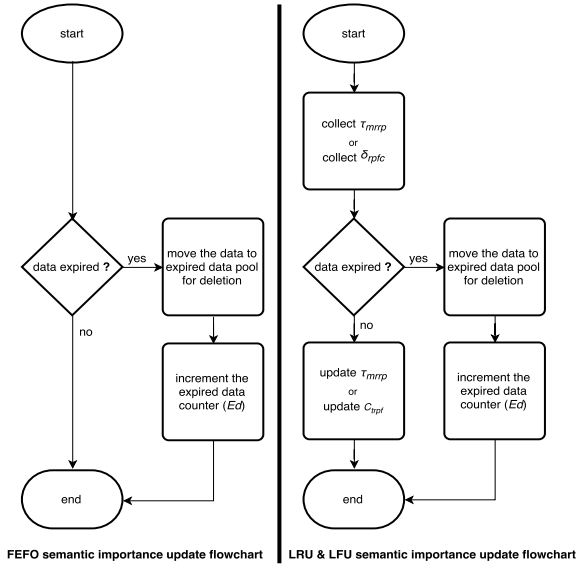 start
data expired ?
yes
move the data to
expired data pool
for deletion
no
increment the
expired data
counter (Ed)
end
FEFO semantic importance update flowchart
start
collect τmrrp
or
collect δrpfc
data expired ?
yes
move the data to
expired data pool
for deletion
no
update τmrrp
or
update Ctrpf
increment the
expired data
counter (Ed)
end
LRU & LFU semantic importance update flowchart